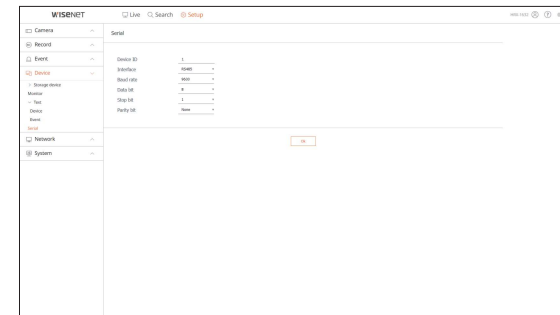 WISENET
Live Search Setup
Camera
Record
Event
Device
Storage device
Monitor
Text
Device
Event
Serial
Network
System
Serial
Device ID 1
Interface RS485
Baud rate 9600
Data bit 8
Stop bit 1
Parity bit None
Ok